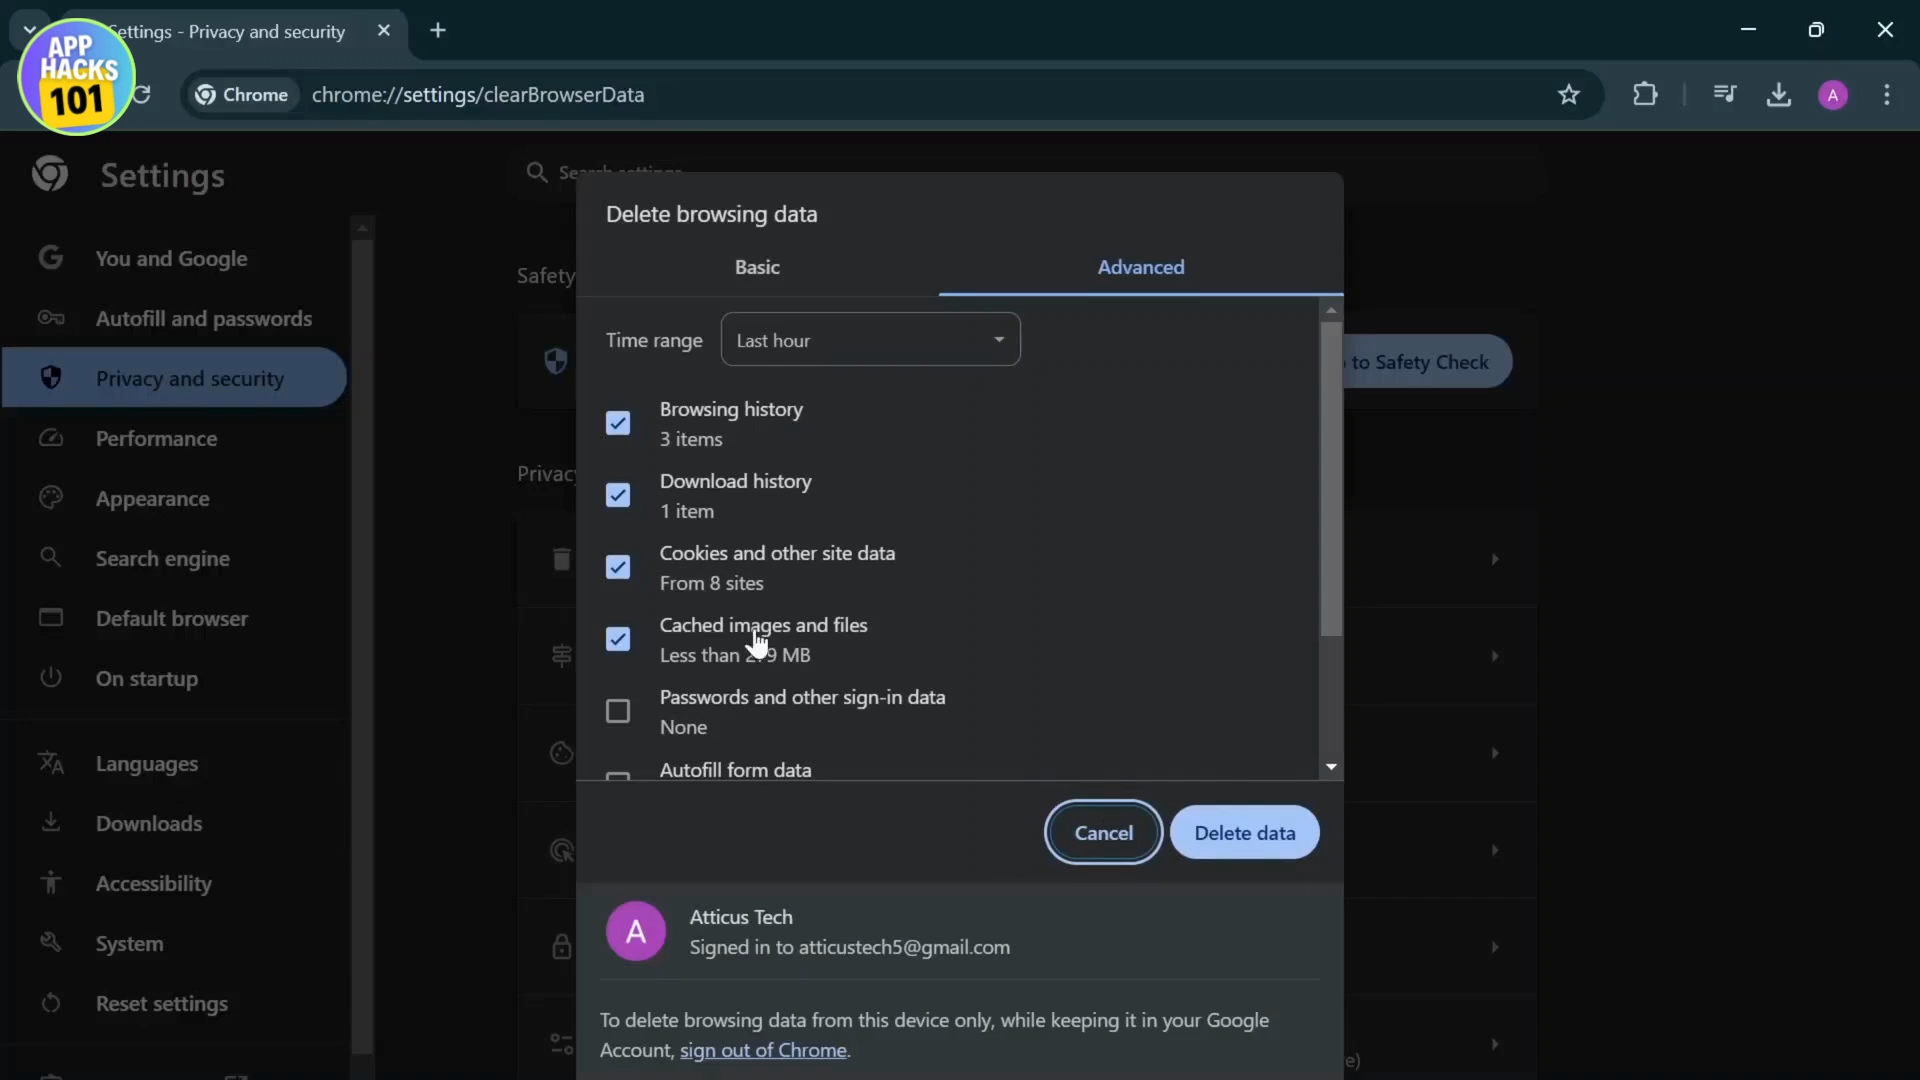 APP
HACKS
101
Settings - Privacy and security
Chrome
chrome://settings/clearBrowserData
A
Settings
Search settings
You and Google
Autofill and passwords
Privacy and security
Performance
Appearance
Search engine
Default browser
On startup
Languages
Downloads
Accessibility
System
Reset settings
Safety
to Safety Check
Privac
Delete browsing data
Basic
Advanced
Time range
Last hour
Browsing history
3 items
Download history
1 item
Cookies and other site data
From 8 sites
Cached images and files
Less than 279 MB
Passwords and other sign-in data
None
Autofill form data
Cancel
Delete data
A
Atticus Tech
Signed in to atticustech5@gmail.com
To delete browsing data from this device only, while keeping it in your Google
Account, sign out of Chrome.
e)